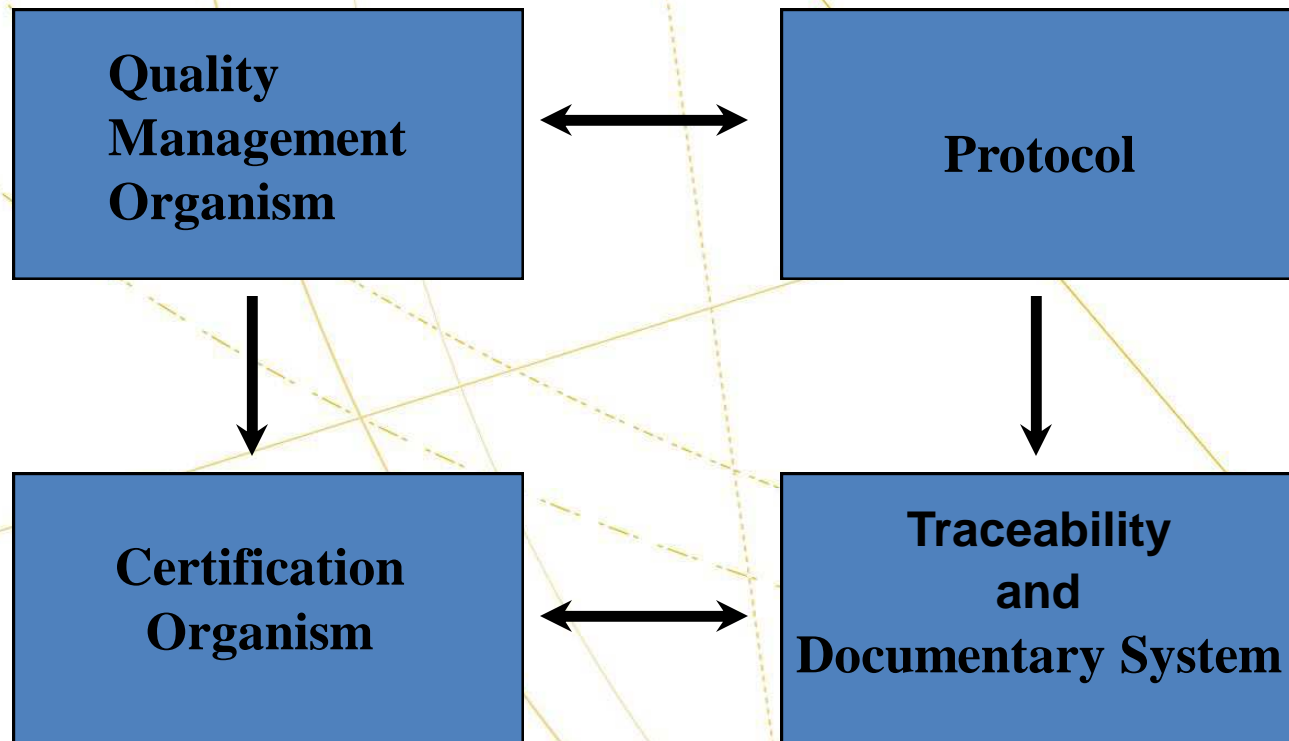 Quality
Management
Organism
Protocol
Certification
Organism
Traceability
and
Documentary System